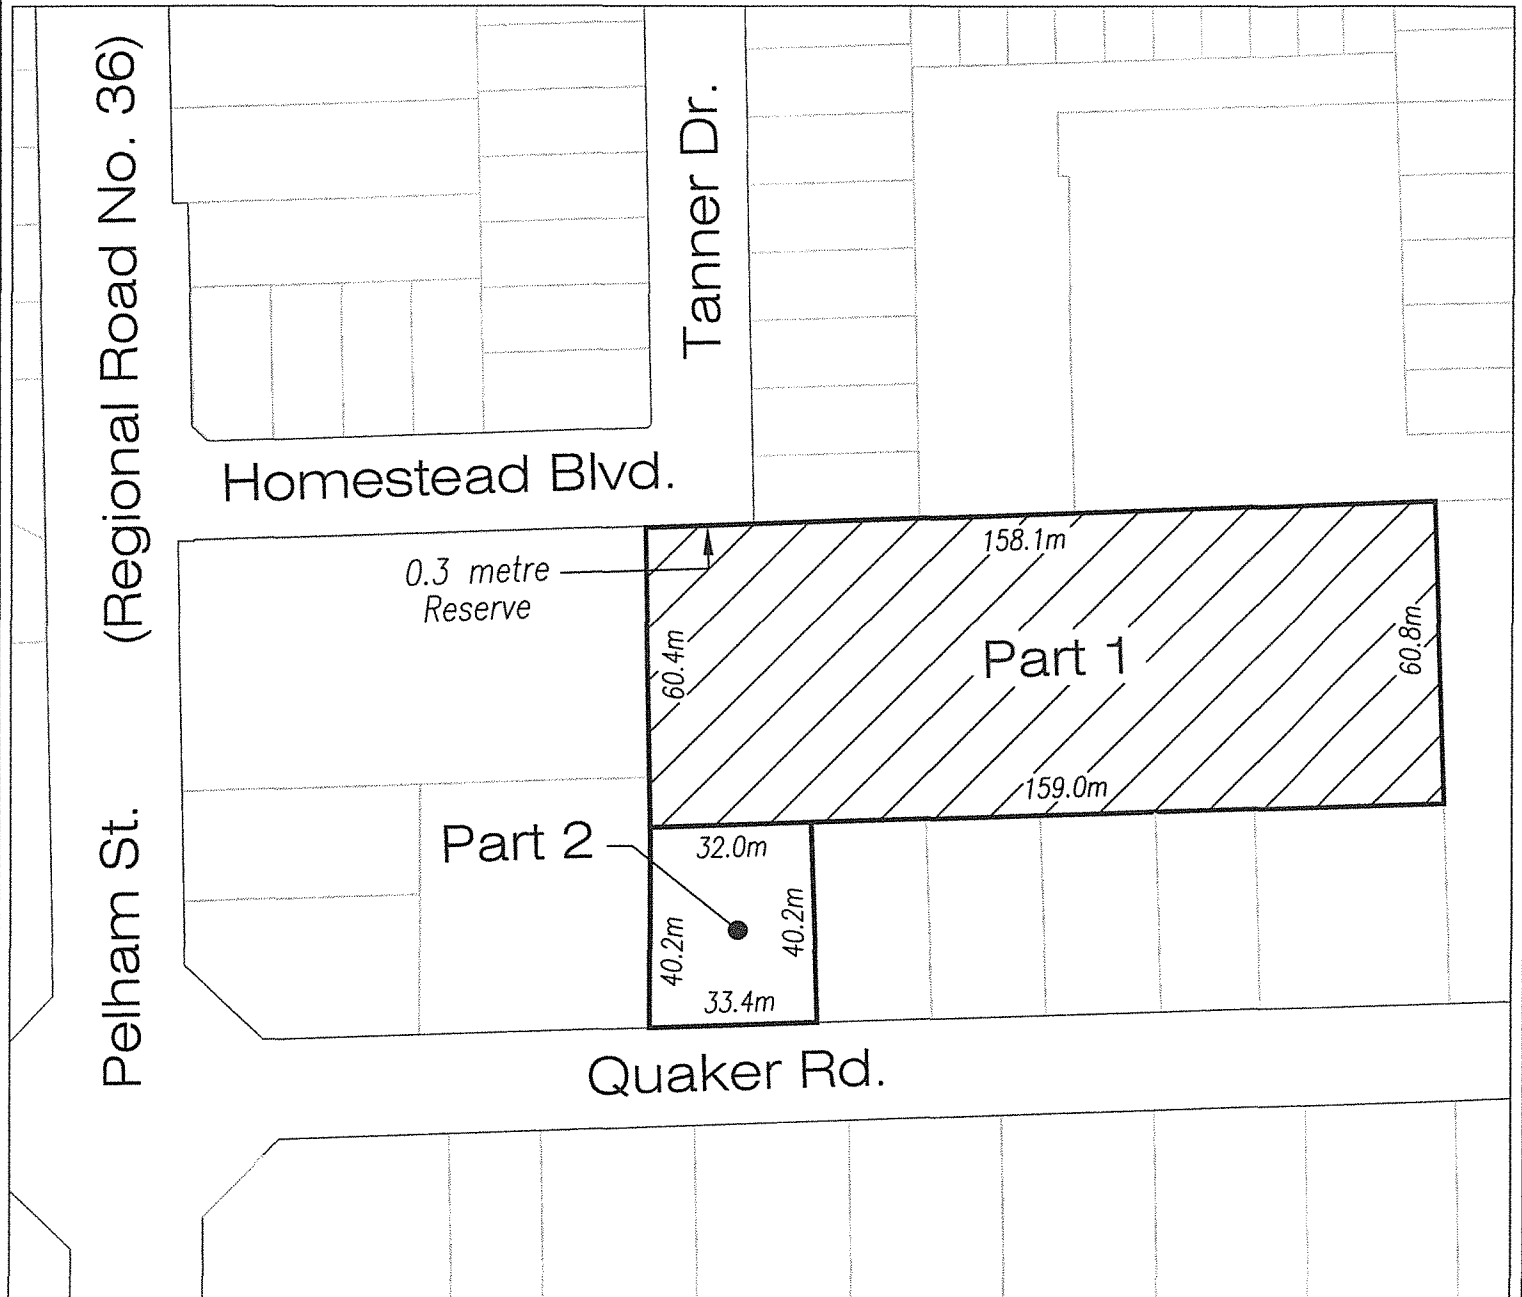 Pelham St. (Regional Road No. 36)
Tanner Dr.
Homestead Blvd.
0.3 metre
Reserve
158.1m
60.4m
Part 1
60.8m
159.0m
Part 2
32.0m
40.2m
40.2m
33.4m
Quaker Rd.